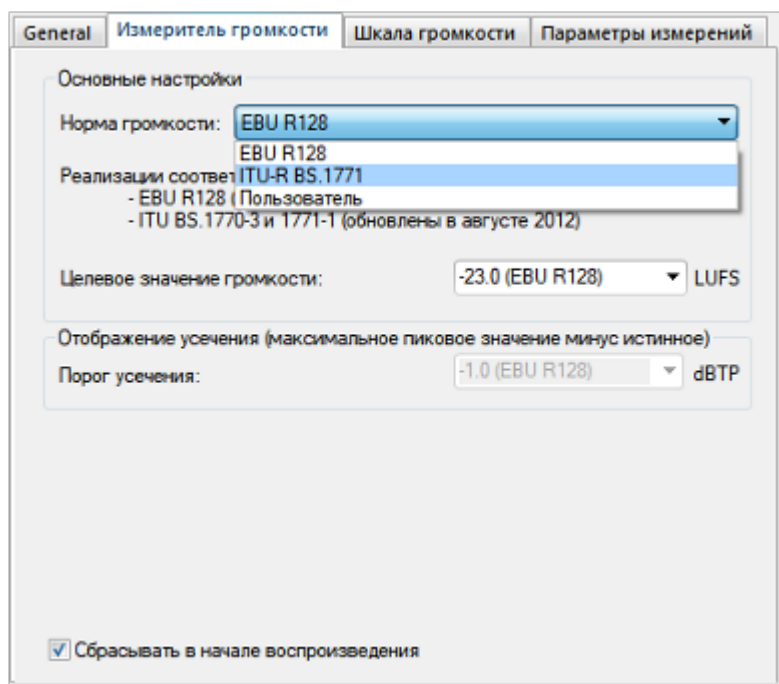 General Измеритель громкости Шкала громкости Параметры измерений
Основные настройки
Норма громкости: EBU R128
EBU R128
Реализации соответ ITU-R BS.1771
- EBU R128 ( Пользователь
- ITU BS.1770-3 и 1771-1 (обновлены в августе 2012)
Целевое значение громкости: -23.0 (EBU R128) LUFS
Отображение усечения (максимальное пиковое значение минус истинное)
Порог усечения: -1.0 (EBU R128) dBTP
Сбрасывать в начале воспроизведения